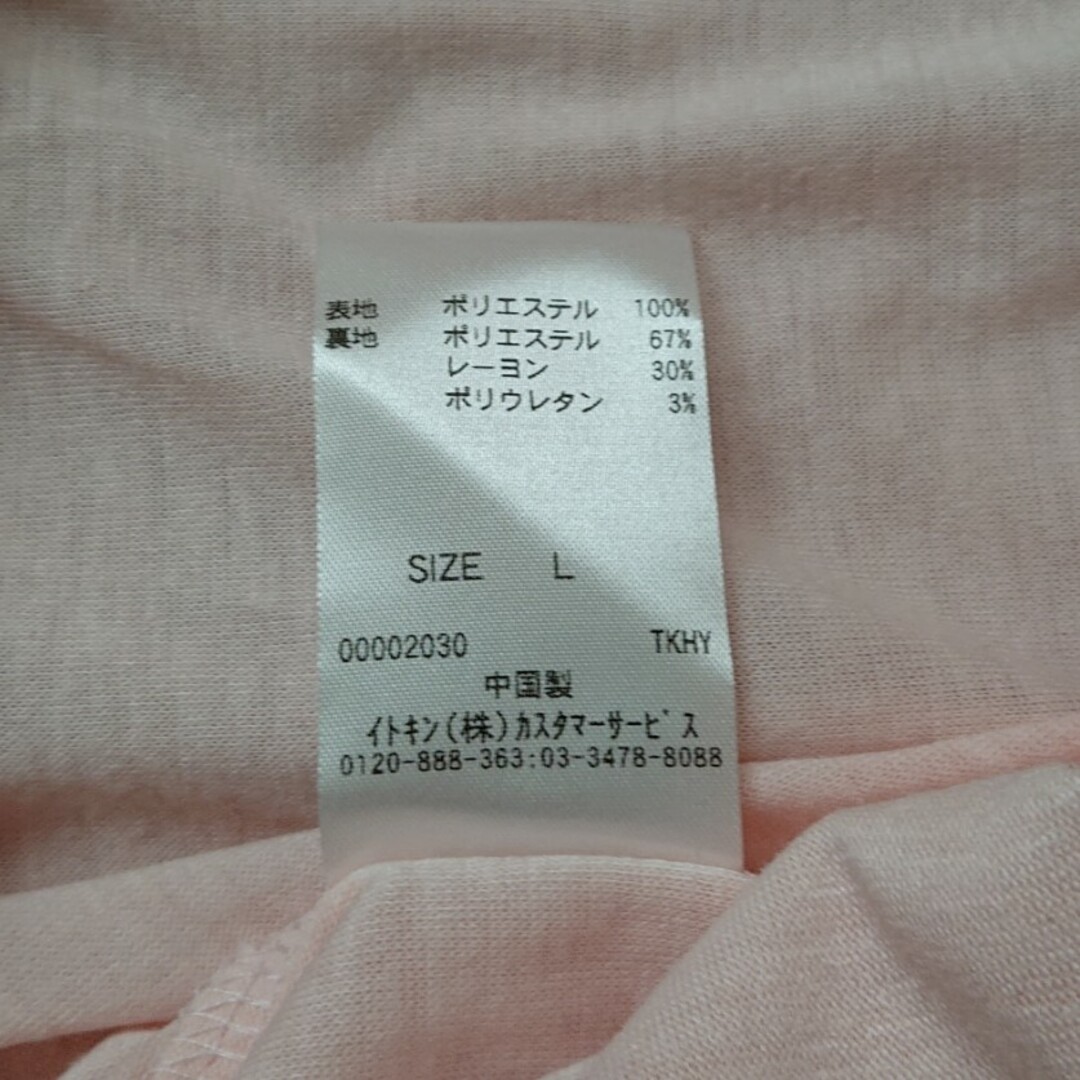 表地 ポリエステル 100%
裏地 ポリエステル 67%
レーヨン 30%
ポリウレタン 3%
SIZE L
00002030 TKHY
中国製
イトキン(株)カスタマーサービス
0120-888-363:03-3478-8088